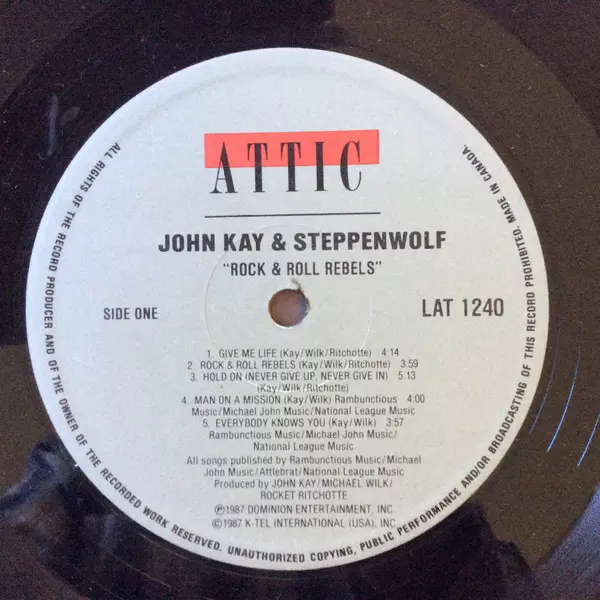 ATTIC
JOHN KAY & STEPPENWOLF
"ROCK & ROLL REBELS"
SIDE ONE
LAT 1240
1. GIVE ME LIFE (Kay/Wilk/Ritchotte) 4:14
2. ROCK & ROLL REBELS (Kay/Wilk/Ritchotte) 3:59
3. HOLD ON (NEVER GIVE UP, NEVER GIVE IN) 5:13
(Kay/Wilk/Ritchotte)
4. MAN ON A MISSION (Kay/Wilk) Rambunctious 4:00
Music/Michael John Music/National League Music
5. EVERYBODY KNOWS YOU (Kay/Wilk) 3:57
Rambunctious Music/Michael John Music/
National League Music
All songs published by Rambunctious Music/Michael
John Music/Attlebrat/National League Music
Produced by JOHN KAY/MICHAEL WILK/
ROCKET RITCHOTTE
℗1987 DOMINION ENTERTAINMENT, INC.
©1987 K-TEL INTERNATIONAL (USA), INC
ALL RIGHTS OF THE RECORD PRODUCER AND OF THE OWNER OF THE RECORDED WORK RESERVED. UNAUTHORIZED COPYING, PUBLIC PERFORMANCE AND/OR BROADCASTING OF THIS RECORD PROHIBITED. MADE IN CANADA.